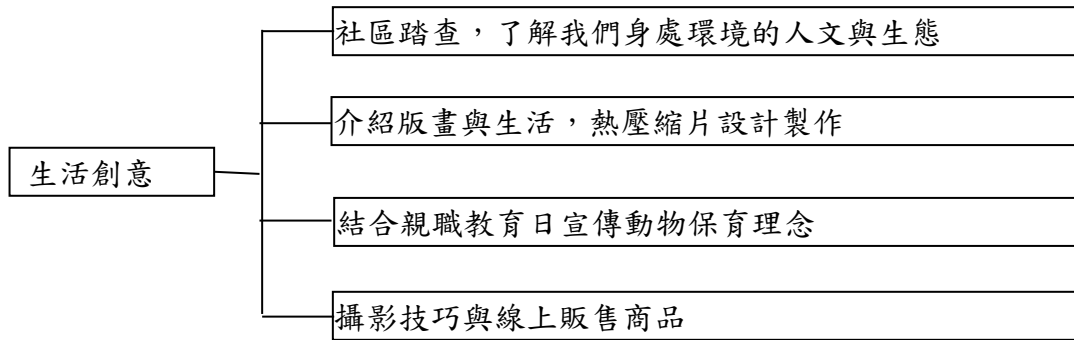 社區踏查，了解我們身處環境的人文與生態
介紹版畫與生活，熱壓縮片設計製作
生活創意
結合親職教育日宣傳動物保育理念
攝影技巧與線上販售商品